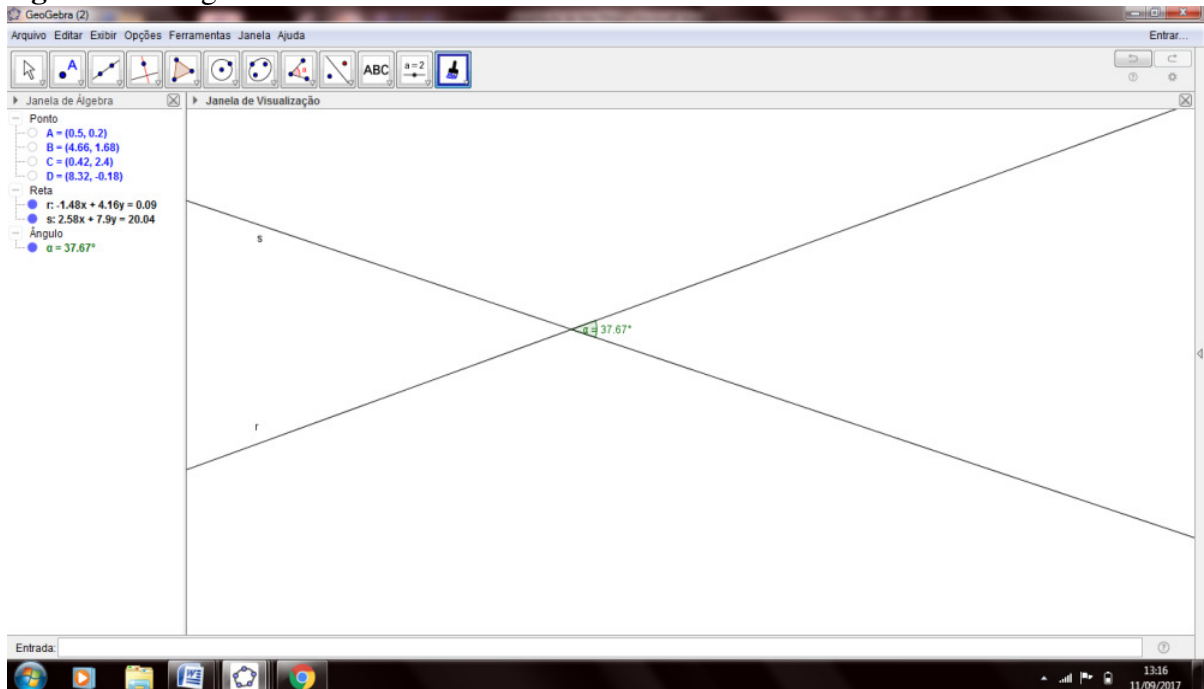 GeoGebra (2)
Arquivo Editar Exibir Opções Ferramentas Janela Ajuda
Entrar...
A
ABC
a=2
Janela de Álgebra
Janela de Visualização
Ponto
A = (0.5, 0.2)
B = (4.66, 1.68)
C = (0.42, 2.4)
D = (8.32, -0.18)
Reta
r: -1.48x + 4.16y = 0.09
s: 2.58x + 7.9y = 20.04
Ângulo
α = 37.67°
s
α = 37.67°
r
Entrada:
13:16
11/09/2017